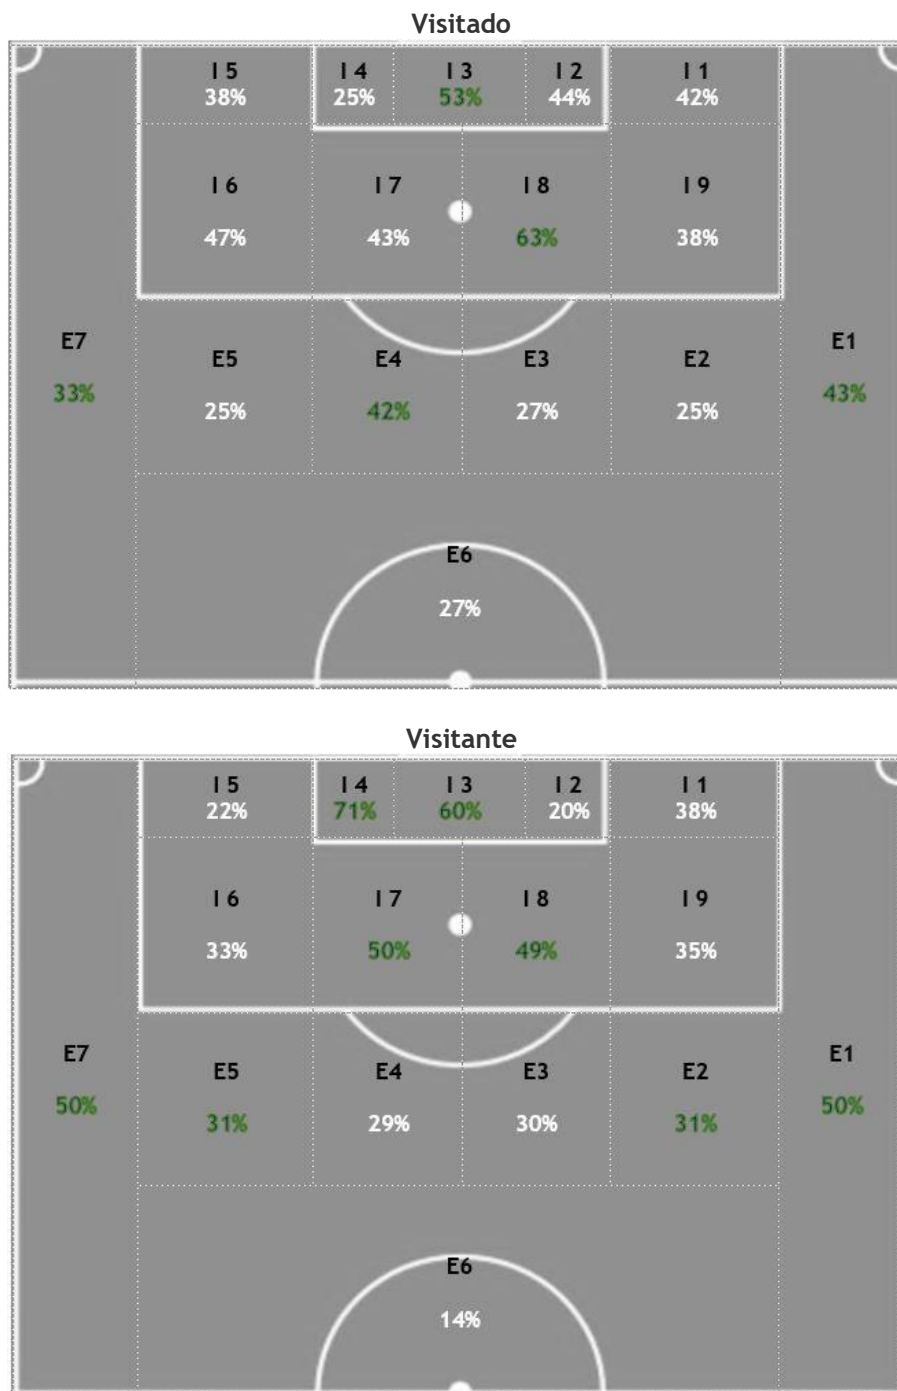 Visitado
I 5 I 4 I 3 I 2 I 1
38% 25% 53% 44% 42%
I 6 I 7 I 8 I 9
47% 43% 63% 38%
E7 E1
E5 E4 E3 E2
33% 43%
25% 42% 27% 25%
E6
27%
Visitante
I 5 I 4 I 3 I 2 I 1
22% 71% 60% 20% 38%
I 6 I 7 I 8 I 9
33% 50% 49% 35%
E7 E1
E5 E4 E3 E2
50% 50%
31% 29% 30% 31%
E6
14%